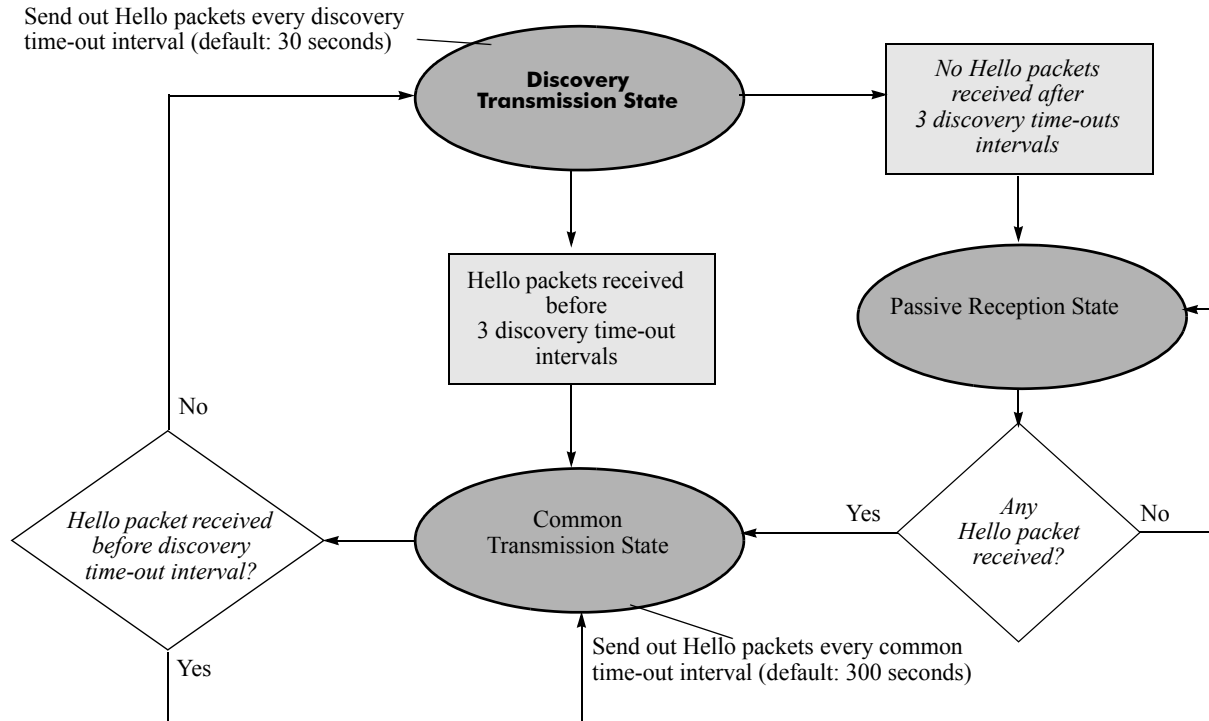 Send out Hello packets every discovery
time-out interval (default: 30 seconds)
Discovery
Transmission State
No Hello packets
received after
3 discovery time-outs
intervals
Hello packets received
before
3 discovery time-out
intervals
Passive Reception State
No
Hello packet received
before discovery
time-out interval?
Common
Transmission State
Yes
Any
Hello packet
received?
No
Yes
Send out Hello packets every common
time-out interval (default: 300 seconds)